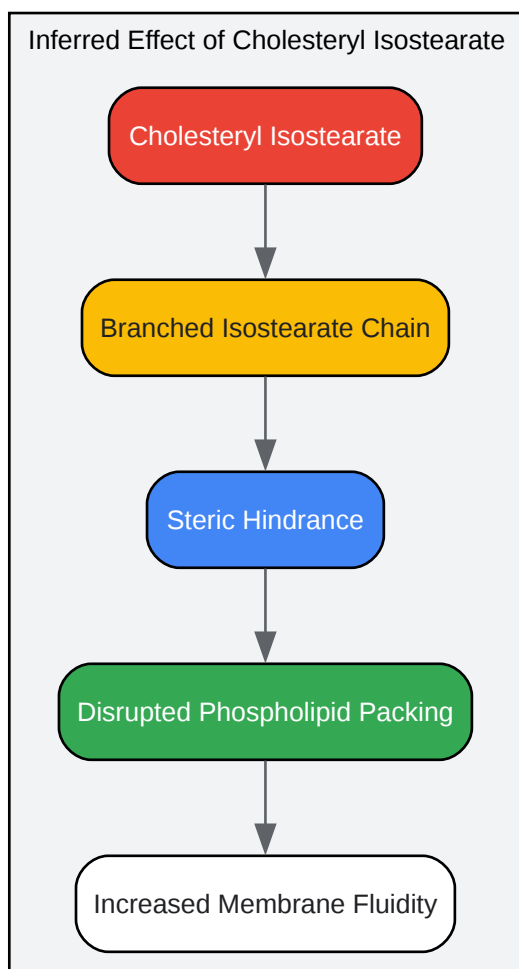 Inferred Effect of Cholesteryl Isostearate
Cholesteryl Isostearate
Branched Isostearate Chain
Steric Hindrance
Disrupted Phospholipid Packing
Increased Membrane Fluidity